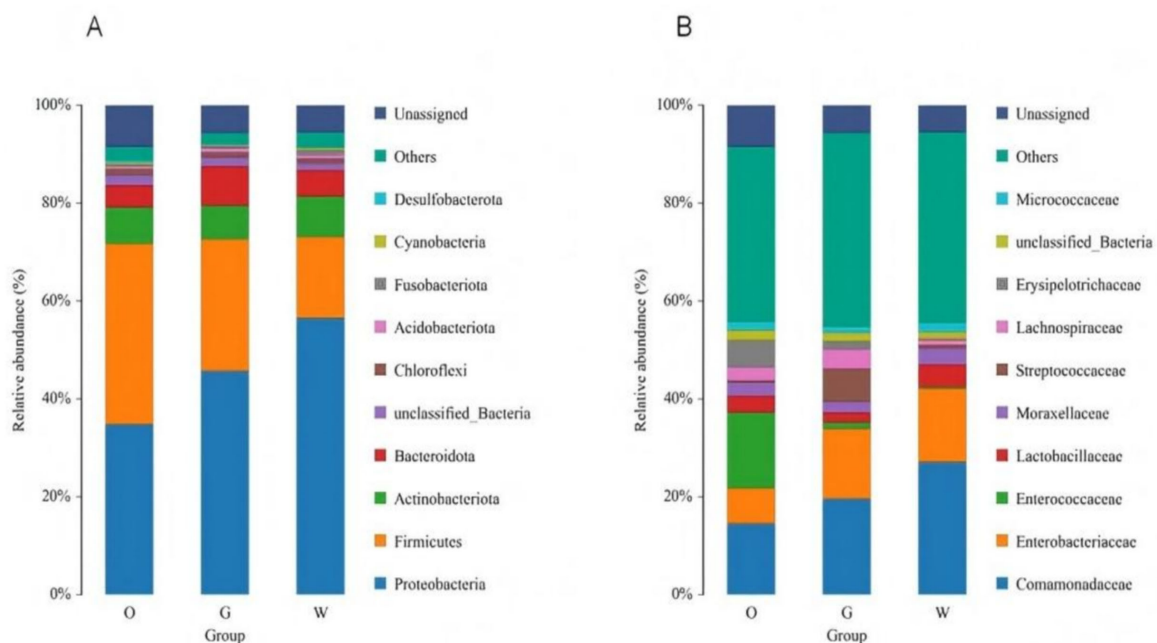 A
Relative abundance (%)
100%
80%
60%
40%
20%
0%
O G W
Group
Unassigned
Others
Desulfobacterota
Cyanobacteria
Fusobacteriota
Acidobacteriota
Chloroflexi
unclassified_Bacteria
Bacteroidota
Actinobacteriota
Firmicutes
Proteobacteria
B
Relative abundance (%)
100%
80%
60%
40%
20%
0%
O G W
Group
Unassigned
Others
Micrococcaceae
unclassified_Bacteria
Erysipelotrichaceae
Lachnospiraceae
Streptococcaceae
Moraxellaceae
Lactobacillaceae
Enterococcaceae
Enterobacteriaceae
Comamonadaceae